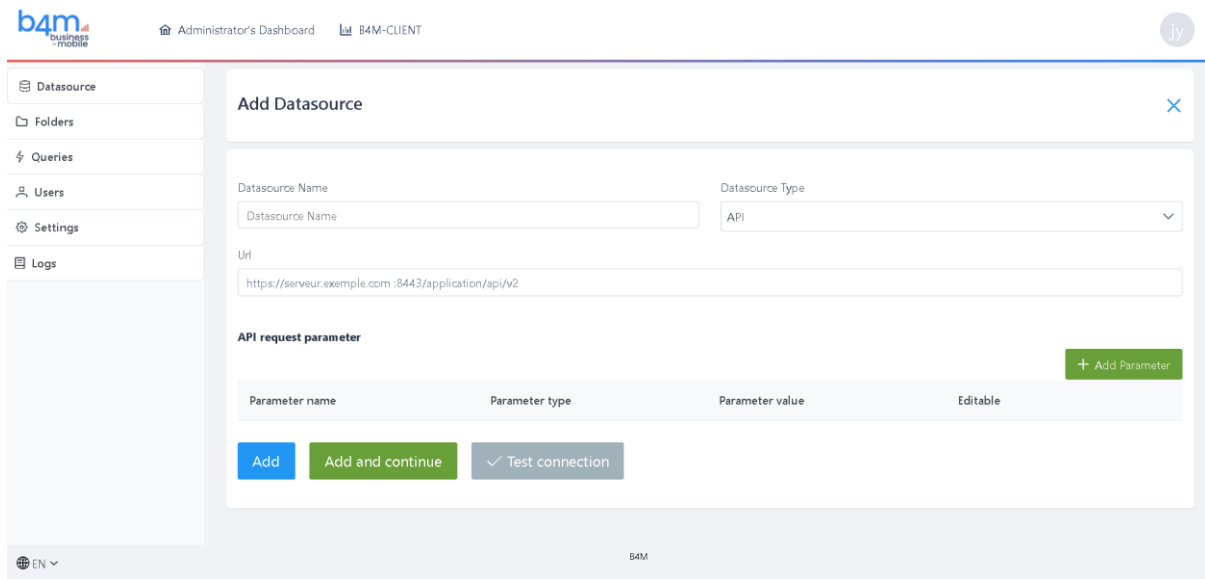 b4m
business
-mobile
Administrator's Dashboard
B4M-CLIENT
jy
Datasource
Folders
Queries
Users
Settings
Logs
Add Datasource
Datasource Name
Datasource Type
Datasource Name
API
Url
https://serveur.exemple.com :8443/application/api/v2
API request parameter
+ Add Parameter
Parameter name Parameter type Parameter value Editable
Add
Add and continue
Test connection
EN
B4M